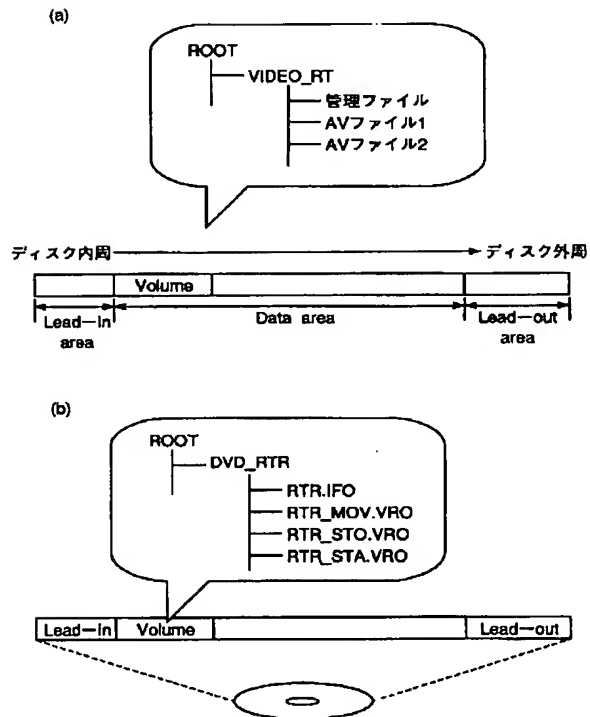 (a)
ROOT
VIDEO_RT
管理ファイル
AVファイル1
AVファイル2
ディスク内周
ディスク外周
Volume
Lead-in area
Data area
Lead-out area
(b)
ROOT
DVD_RTR
RTR.IFO
RTR_MOV.VRO
RTR_STO.VRO
RTR_STA.VRO
Lead-in
Volume
Lead-out